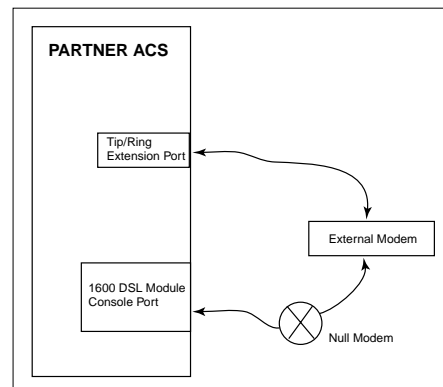 PARTNER ACS
Tip/Ring
Extension Port
External Modem
1600 DSL Module
Console Port
Null Modem